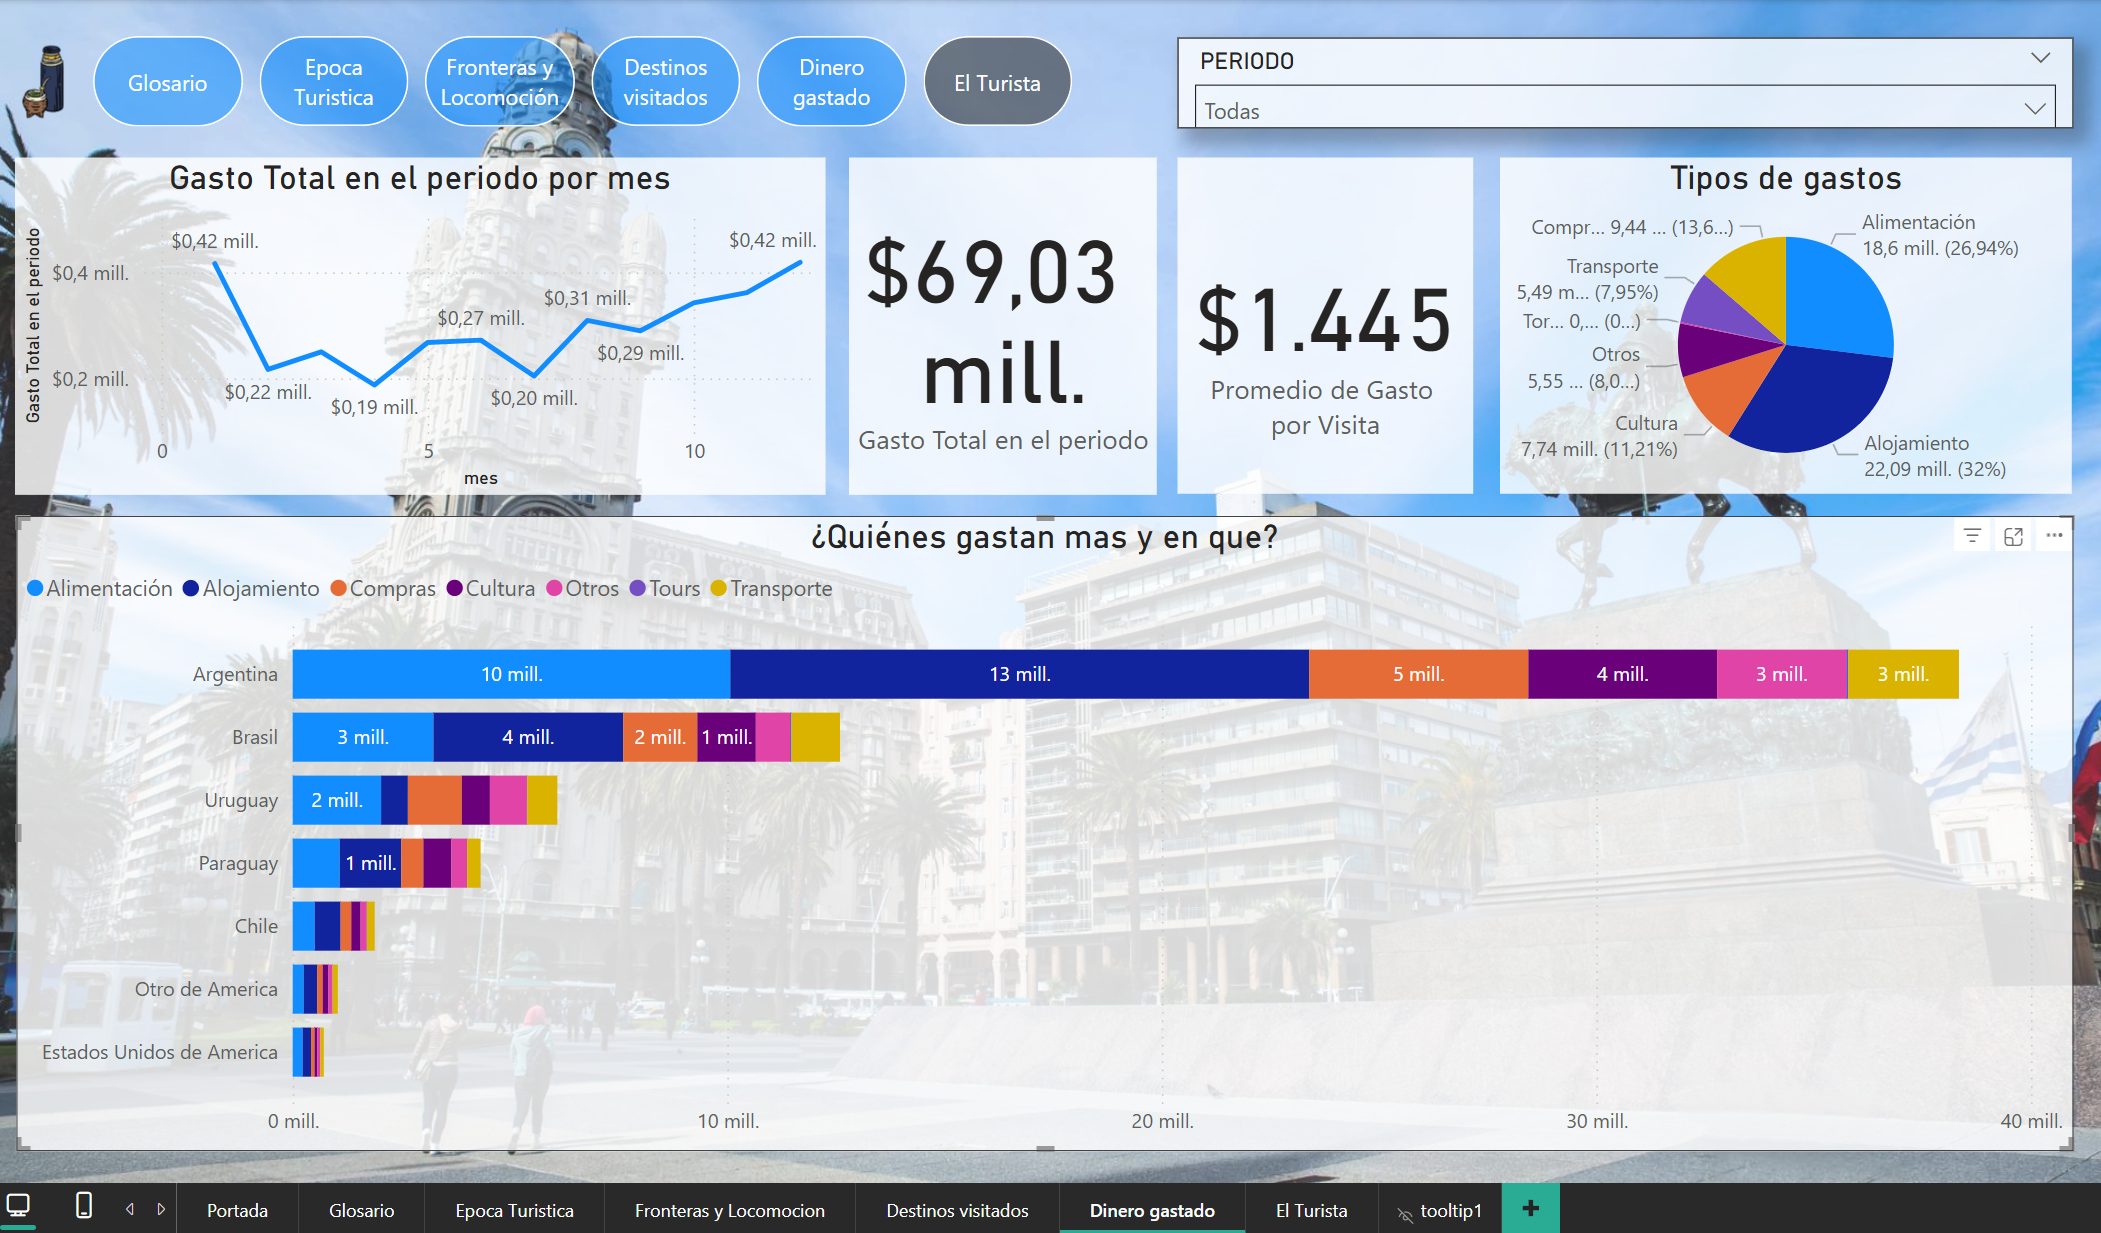 Glosario
Epoca
Turistica
Fronteras y
Locomoción
Destinos
visitados
Dinero
gastado
El Turista
PERIODO
Todas
Gasto Total en el periodo por mes
Gasto Total en el periodo
$0,4 mill.
$0,2 mill.
$0,42 mill.
$0,22 mill.
$0,19 mill.
$0,27 mill.
$0,20 mill.
$0,31 mill.
$0,29 mill.
$0,42 mill.
0
5
10
mes
$69,03
mill.
Gasto Total en el periodo
$1.445
Promedio de Gasto
por Visita
Tipos de gastos
Alimentación
18,6 mill. (26,94%)
Alojamiento
22,09 mill. (32%)
Cultura
7,74 mill. (11,21%)
Otros
5,55 ... (8,0...)
Tor... 0,... (0...)
Transporte
5,49 m... (7,95%)
Compr... 9,44 ... (13,6...)
¿Quiénes gastan mas y en que?
Alimentación Alojamiento Compras Cultura Otros Tours Transporte
Argentina 10 mill. 13 mill. 5 mill. 4 mill. 3 mill. 3 mill.
Brasil 3 mill. 4 mill. 2 mill. 1 mill.
Uruguay 2 mill.
Paraguay 1 mill.
Chile
Otro de America
Estados Unidos de America
0 mill. 10 mill. 20 mill. 30 mill. 40 mill.
Portada Glosario Epoca Turistica Fronteras y Locomocion Destinos visitados Dinero gastado El Turista tooltip1 +